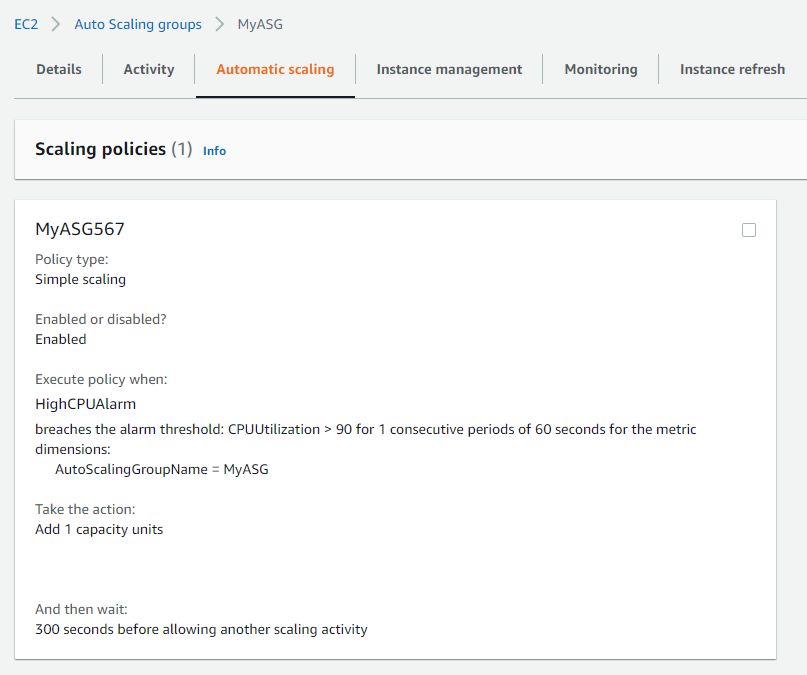 EC2 > Auto Scaling groups > MyASG
Details Activity Automatic scaling Instance management Monitoring Instance refresh
Scaling policies (1) Info
MyASG567
Policy type:
Simple scaling
Enabled or disabled?
Enabled
Execute policy when:
HighCPUAlarm
breaches the alarm threshold: CPUUtilization > 90 for 1 consecutive periods of 60 seconds for the metric
dimensions:
AutoScalingGroupName = MyASG
Take the action:
Add 1 capacity units
And then wait:
300 seconds before allowing another scaling activity